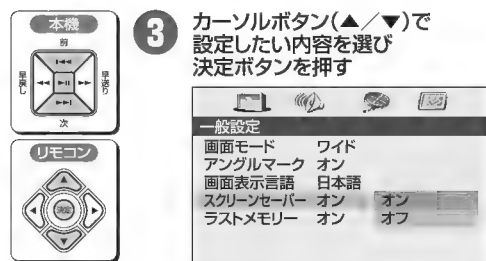 本機
前
早戻し
早送り
次
リモコン
決定
3 カーソルボタン(▲／▼)で
設定したい内容を選び
決定ボタンを押す
一般設定
画面モード ワイド
アングルマーク オン
画面表示言語 日本語
スクリーンセーバー オン オン
ラストメモリー オン オフ